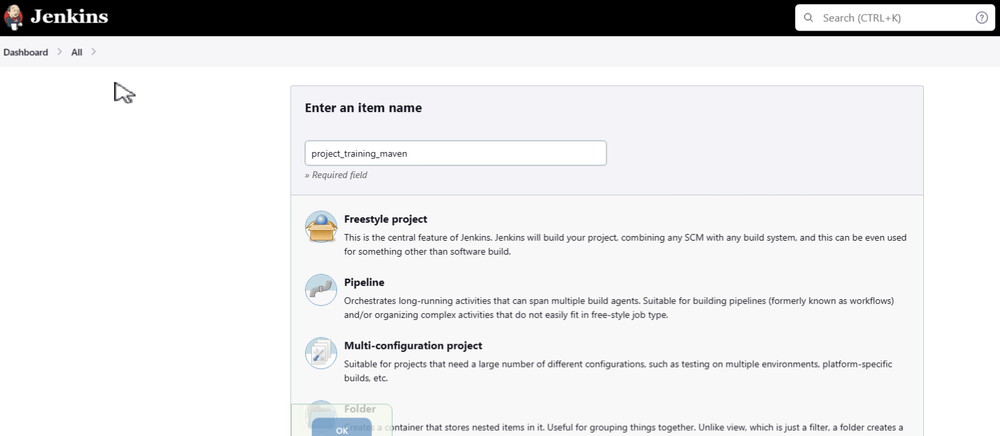 Jenkins
Search (CTRL+K)
?
Dashboard > All >
Enter an item name
project_training_maven
» Required field
Freestyle project
This is the central feature of Jenkins. Jenkins will build your project, combining any SCM with any build system, and this can be even used
for something other than software build.
Pipeline
Orchestrates long-running activities that can span multiple build agents. Suitable for building pipelines (formerly known as workflows)
and/or organizing complex activities that do not easily fit in free-style job type.
Multi-configuration project
Suitable for projects that need a large number of different configurations, such as testing on multiple environments, platform-specific
builds, etc.
Folder
Creates a container that stores nested items in it. Useful for grouping things together. Unlike view, which is just a filter, a folder creates a
OK